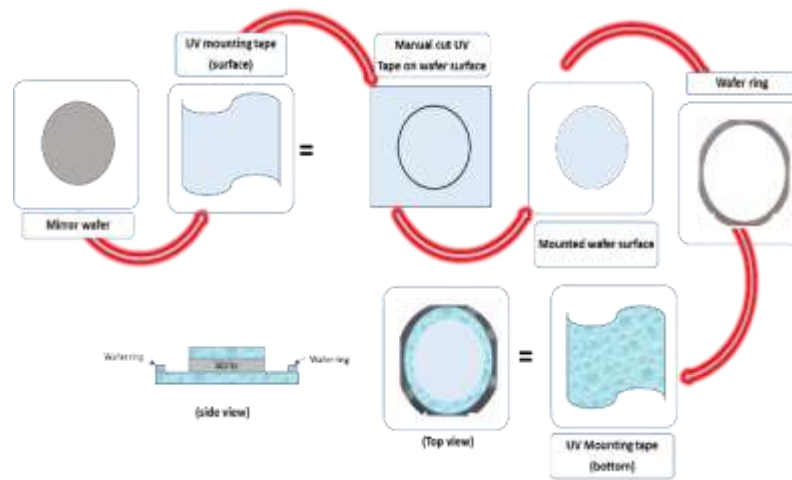 UV mounting tape
(surface)
Manual cut UV
Tape on wafer surface
Wafer ring
=
Mirror wafer
Mounted wafer surface
Wafer ring
Wafer ring
=
(side view)
(Top view)
UV Mounting tape
(bottom)